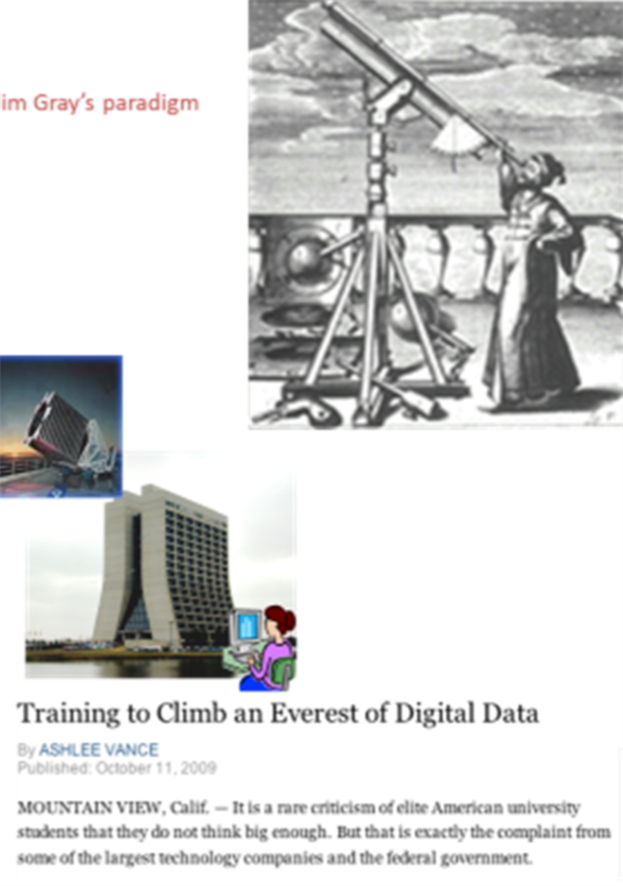 im Gray's paradigm
Training to Climb an Everest of Digital Data
By ASHLEE VANCE
Published: October 11, 2009
MOUNTAIN VIEW, Calif. — It is a rare criticism of elite American university
students that they do not think big enough. But that is exactly the complaint from
some of the largest technology companies and the federal government.